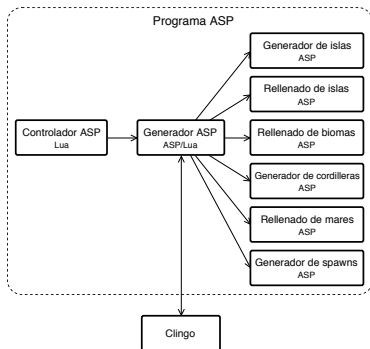 Programa ASP
Generador de islas
ASP
Rellenado de islas
ASP
Controlador ASP
Lua
Generador ASP
ASP/Lua
Rellenado de biomas
ASP
Generador de cordilleras
ASP
Rellenado de mares
ASP
Generador de spawns
ASP
Clingo